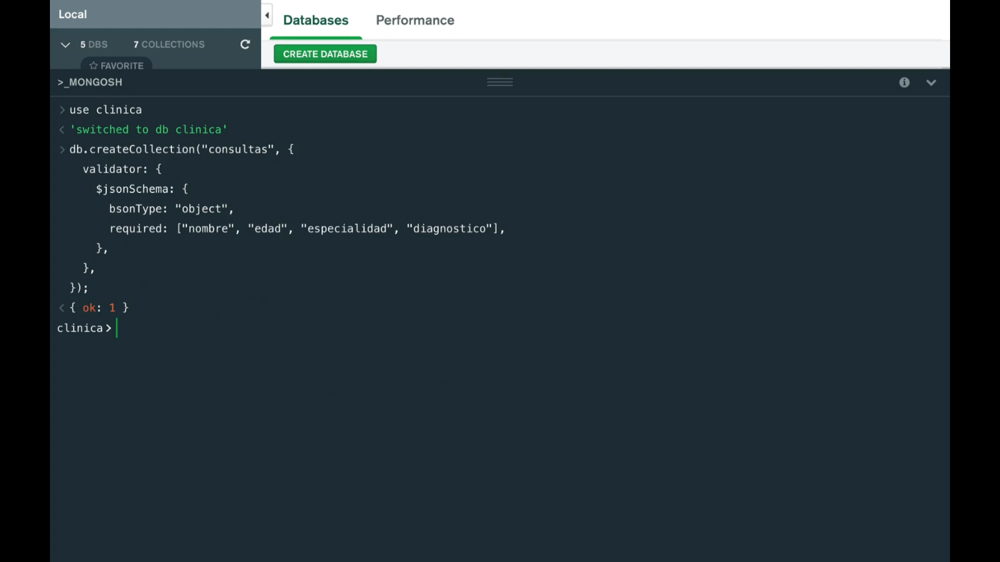 Local
Databases Performance
5 DBS 7 COLLECTIONS
CREATE DATABASE
FAVORITE
>_MONGOSH
> use clinica
< 'switched to db clinica'
> db.createCollection("consultas", {
validator: {
$jsonSchema: {
bsonType: "object",
required: ["nombre", "edad", "especialidad", "diagnostico"],
},
},
});
< { ok: 1 }
clinica>